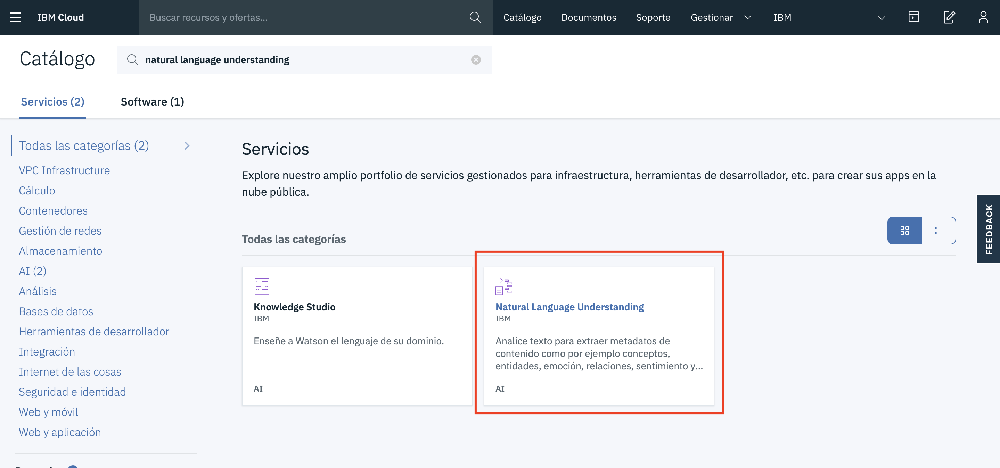 IBM Cloud
Buscar recursos y ofertas...
Catálogo
Documentos
Soporte
Gestionar
IBM
Catálogo
natural language understanding
Servicios (2)
Software (1)
Todas las categorías (2)
VPC Infrastructure
Cálculo
Contenedores
Gestión de redes
Almacenamiento
AI (2)
Análisis
Bases de datos
Herramientas de desarrollador
Integración
Internet de las cosas
Seguridad e identidad
Web y móvil
Web y aplicación
Servicios
Explore nuestro amplio portfolio de servicios gestionados para infraestructura, herramientas de desarrollador, etc. para crear sus apps en la
nube pública.
Todas las categorías
Knowledge Studio
IBM
Enseñe a Watson el lenguaje de su dominio.
AI
Natural Language Understanding
IBM
Analice texto para extraer metadatos de
contenido como por ejemplo conceptos,
entidades, emoción, relaciones, sentimiento y...
AI
FEEDBACK